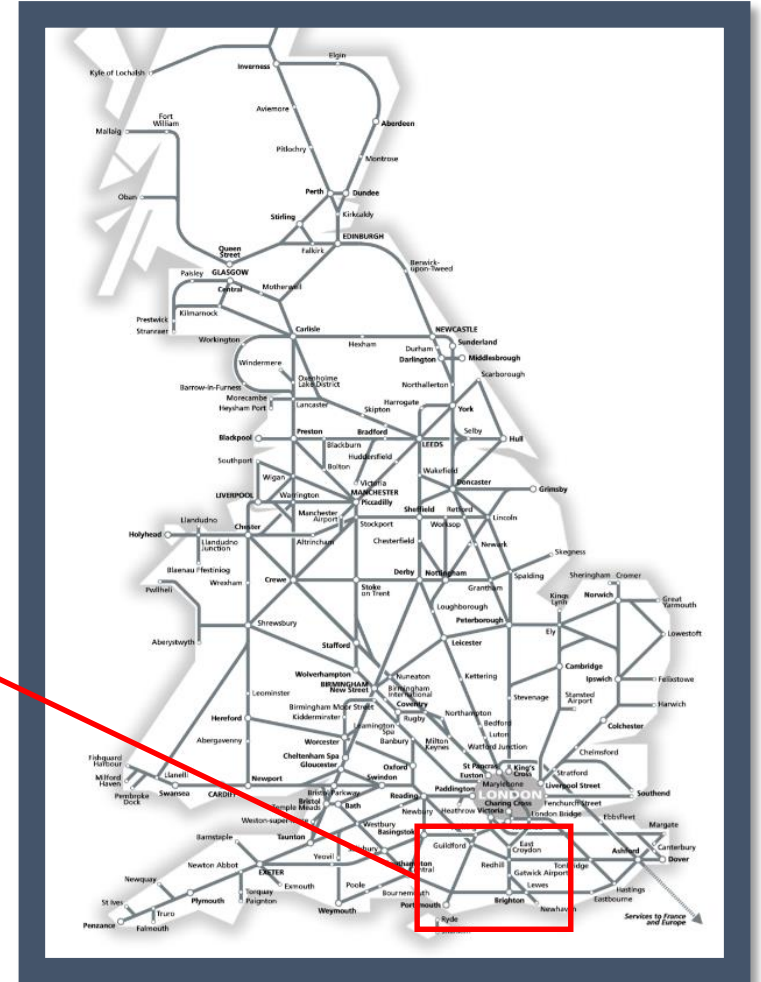 Elgin
Inverness
Kyle of Lochalsh
Aviemore
Fort
William
Aberdeen
Mallaig
Pitlochry
Montrose
Perth
Dundee
Oban
Stirling
Kirkcaldy
EDINBURGH
Queen
Street
Falkirk
Berwick-
upon-Tweed
Paisley
GLASGOW
Central
Motherwell
Kilmarnock
Prestwick
Stranraer
Carlisle
NEWCASTLE
Workington
Hexham
Sunderland
Durham
Darlington
Middlesbrough
Windermere
Scarborough
Oxenholme
Lake District
Barrow-in-Furness
Northallerton
Morecambe
Heysham Port
Lancaster
Harrogate
Skipton
York
Blackpool
Preston
Bradford
Selby
Hull
Blackburn
LEEDS
Huddersfield
Southport
Bolton
Wakefield
Wigan
Victoria
Doncaster
LIVERPOOL
Warrington
MANCHESTER
Piccadilly
Grimsby
Manchester
Airport
Sheffield
Retford
Llandudno
Stockport
Worksop
Lincoln
Holyhead
Chester
Llandudno
Junction
Altrincham
Chesterfield
Newark
Skegness
Blaenau Ffestiniog
Wrexham
Crewe
Derby
Nottingham
Pwllheli
Stoke
on Trent
Grantham
Spalding
Sheringham
Cromer
Loughborough
Kings
Lynn
Norwich
Great
Yarmouth
Shrewsbury
Peterborough
Aberystwyth
Stafford
Leicester
Ely
Lowestoft
Wolverhampton
Nuneaton
Kettering
Cambridge
BIRMINGHAM
New Street
Birmingham
International
Ipswich
Felixstowe
Leominster
Birmingham Moor Street
Coventry
Stevenage
Stansted
Airport
Kidderminster
Rugby
Northampton
Harwich
Hereford
Leamington
Spa
Bedford
Colchester
Worcester
Banbury
Milton
Keynes
Luton
Abergavenny
Watford Junction
Cheltenham Spa
Chelmsford
Fishguard
Harbour
Gloucester
Oxford
St Pancras
King's
Cross
Stratford
Milford
Haven
Llanelli
Newport
Swindon
Euston
Marylebone
Liverpool Street
Pembroke
Dock
Swansea
CARDIFF
Bristol Parkway
Reading
Paddington
LONDON
Southend
Bristol
Temple Meads
Bath
Newbury
Heathrow
Victoria
Charing Cross
Fenchurch Street
London Bridge
Ebbsfleet
Weston-super-Mare
Westbury
Basingstoke
Margate
Barnstaple
Taunton
Salisbury
Guildford
East
Croydon
Canterbury
Newton Abbot
Yeovil
Southampton
Central
Redhill
Tonbridge
Ashford
Dover
Newquay
EXETER
Gatwick Airport
Exmouth
Poole
Lewes
Torquay
Paignton
Bournemouth
Hastings
St Ives
Plymouth
Weymouth
Portsmouth
Brighton
Eastbourne
Truro
Newhaven
Penzance
Falmouth
Ryde
Services to France
and Europe